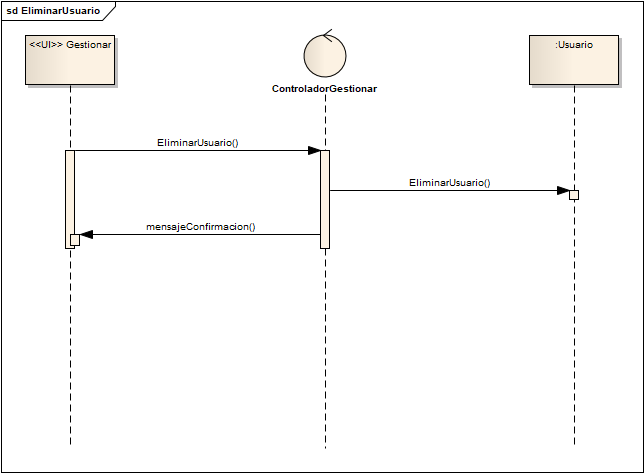 sd EliminarUsuario
<<UI>> Gestionar
:Usuario
ControladorGestionar
EliminarUsuario()
EliminarUsuario()
mensajeConfirmacion()